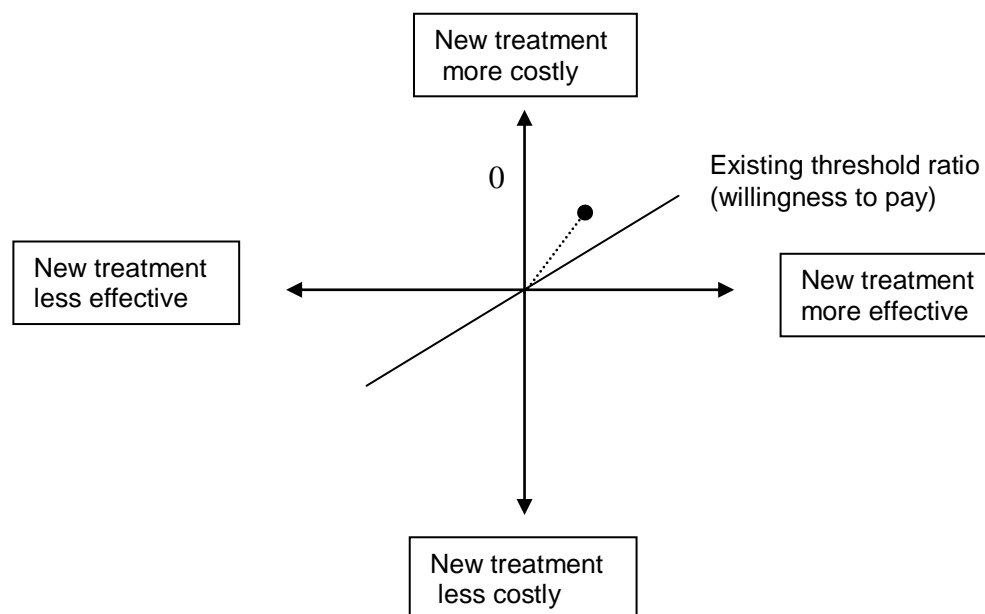 New treatment
more costly
0
Existing threshold ratio
(willingness to pay)
New treatment
less effective
New treatment
more effective
New treatment
less costly